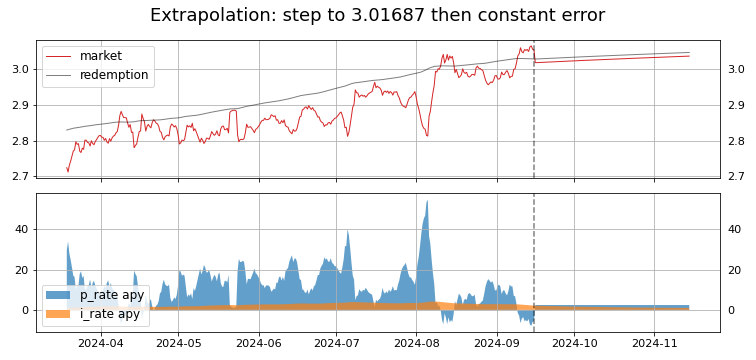 Extrapolation: step to 3.01687 then constant error
market
redemption
3.0 3.0
2.9 2.9
2.8 2.8
2.7 2.7
40 40
20 20
p_rate apy
i_rate apy
0 0
2024-04 2024-05 2024-06 2024-07 2024-08 2024-09 2024-10 2024-11